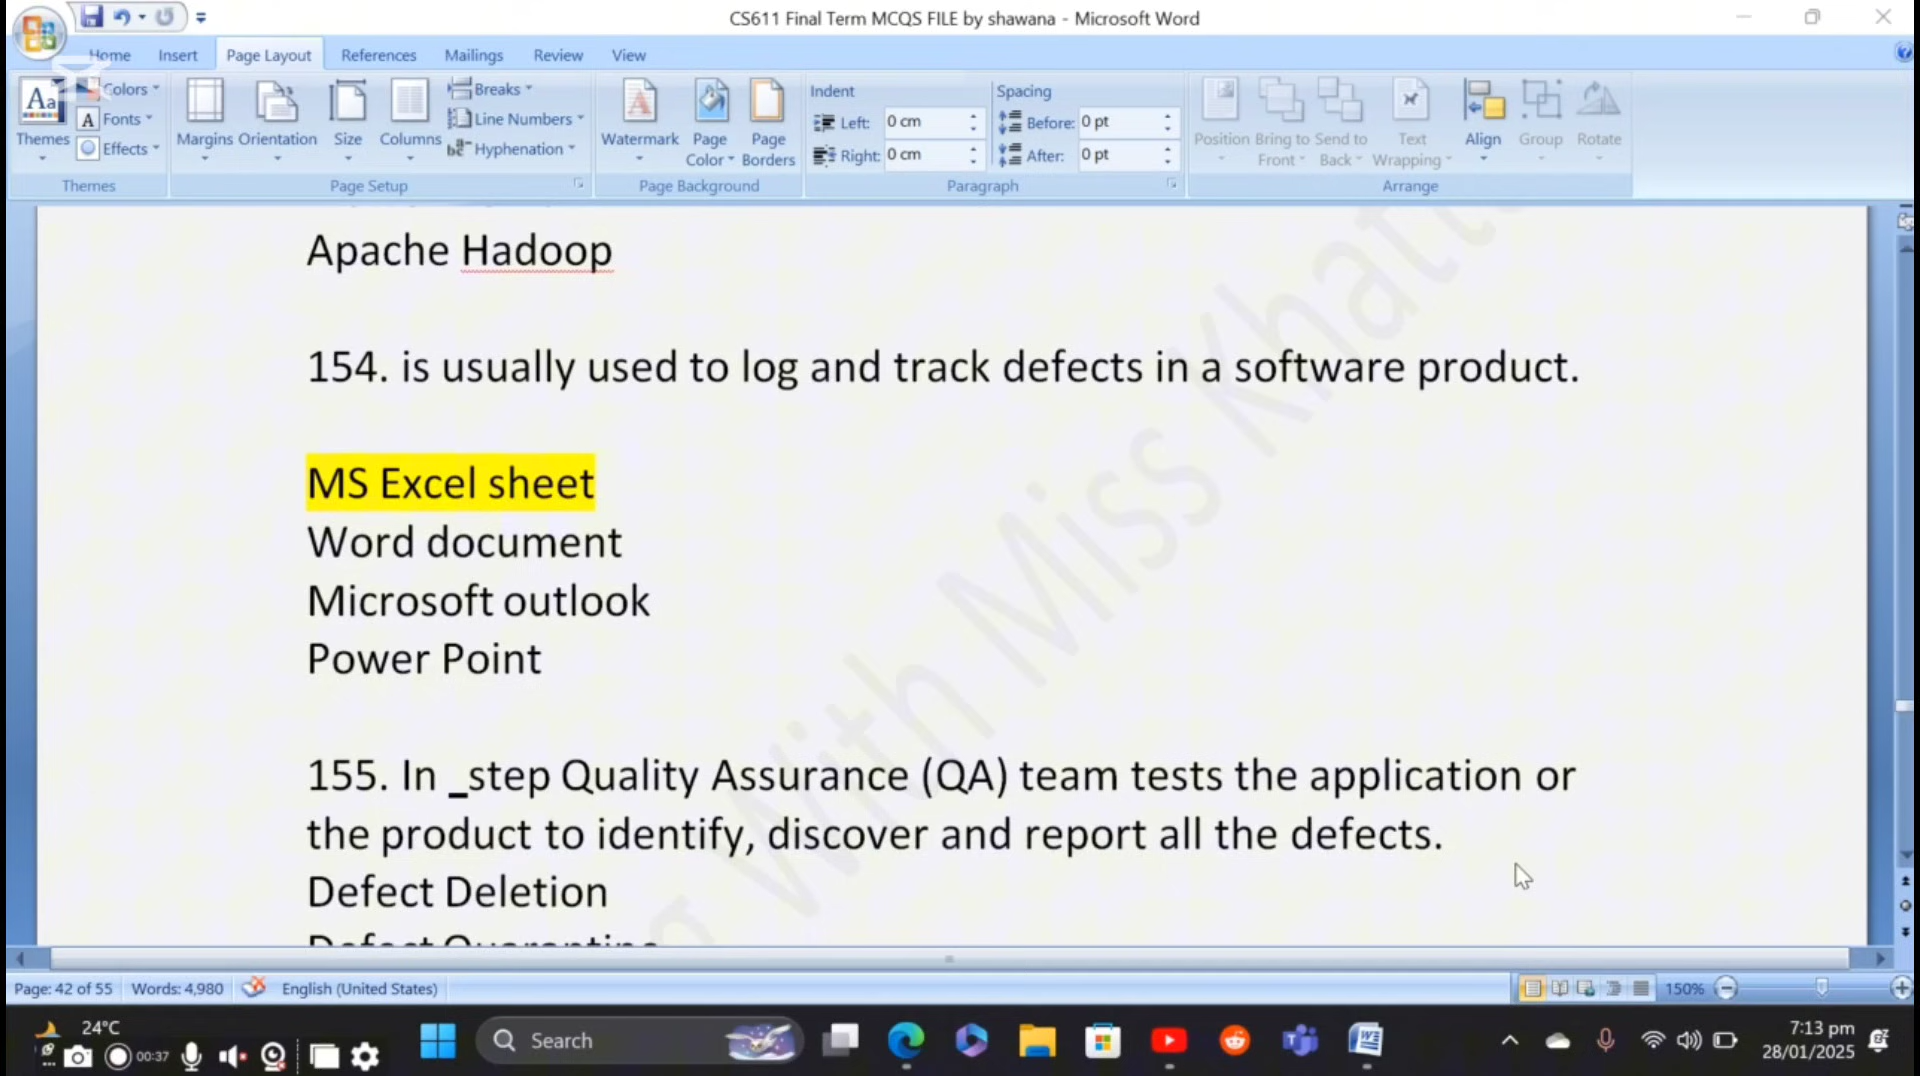 CS611 Final Term MCQS FILE by shawana - Microsoft Word
Home Insert Page Layout References Mailings Review View
Aa Themes
Colors
A Fonts
Effects
Themes
Margins Orientation Size Columns
Breaks
Line Numbers
Hyphenation
Page Setup
Watermark Page Color Page Borders
Page Background
Indent
Left: 0 cm
Right: 0 cm
Spacing
Before: 0 pt
After: 0 pt
Paragraph
Position Bring to Front Send to Back Text Wrapping Align Group Rotate
Arrange
Apache Hadoop
154. is usually used to log and track defects in a software product.
MS Excel sheet
Word document
Microsoft outlook
Power Point
155. In _step Quality Assurance (QA) team tests the application or
the product to identify, discover and report all the defects.
Defect Deletion
Defect Quarantine
With Miss
Page: 42 of 55 Words: 4,980 English (United States) 150%
24°C
00:37
Search
7:13 pm
28/01/2025